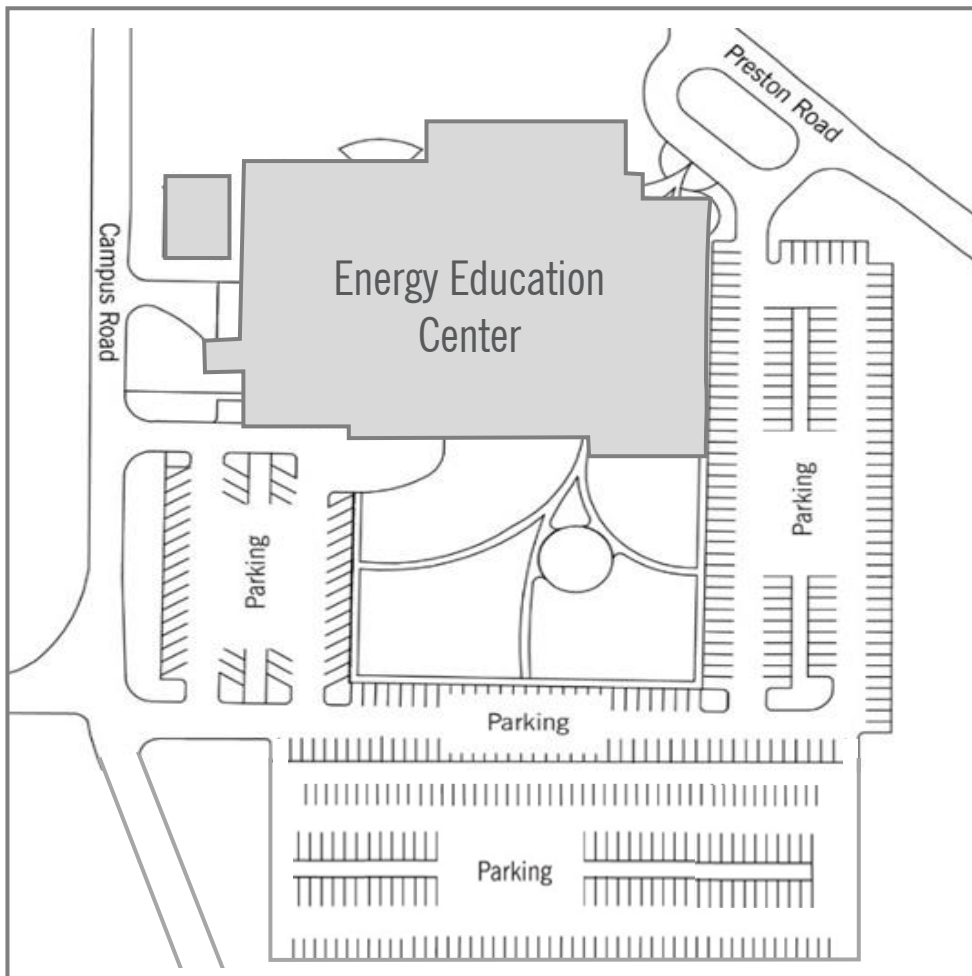 Preston Road
Campus Road
Energy Education
Center
Parking
Parking
Parking
Parking